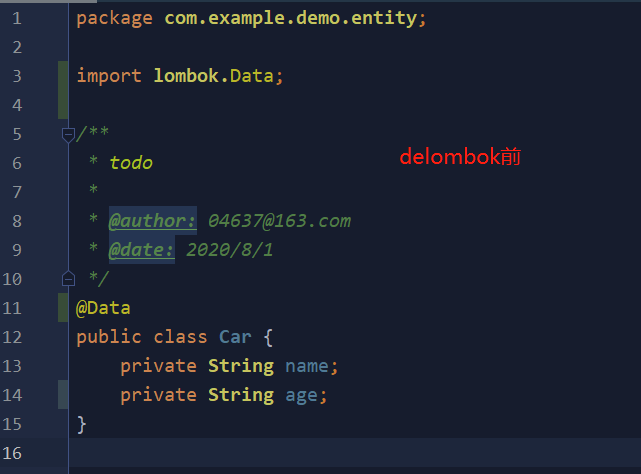 1 package com.example.demo.entity;
2
3 import lombok.Data;
4
5 /**
6 * todo
delombok前
7 *
8 * @author: 04637@163.com
9 * @date: 2020/8/1
10 */
11 @Data
12 public class Car {
13 private String name;
14 private String age;
15 }
16